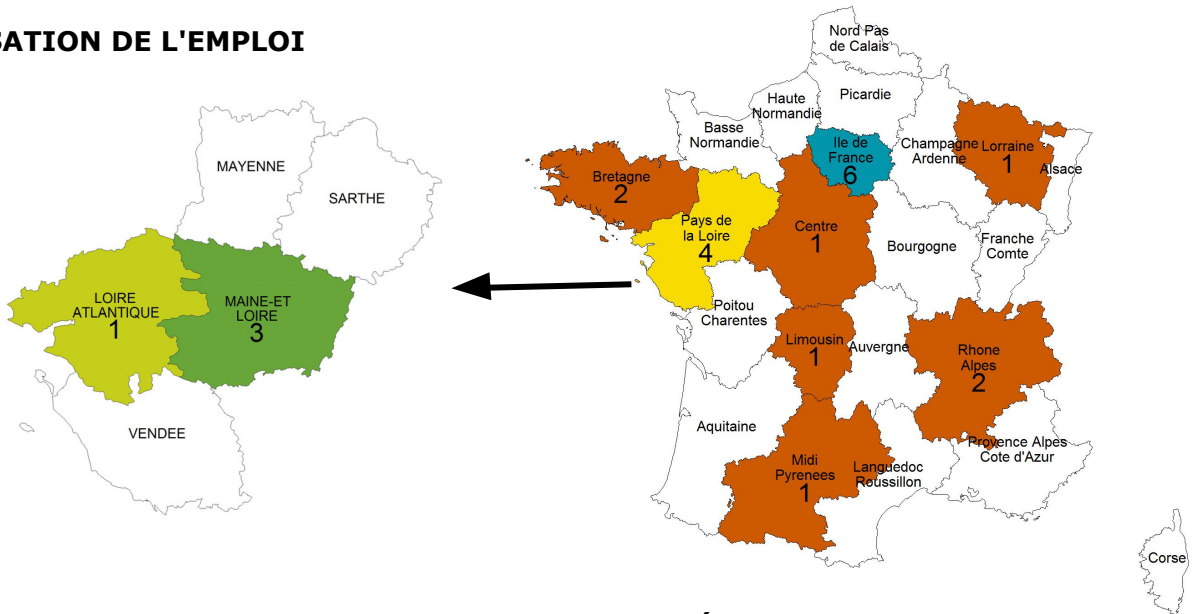 SATION DE L'EMPLOI
MAYENNE
SARTHE
LOIRE
ATLANTIQUE
1
MAINE-ET
LOIRE
3
VENDEE
Nord Pas
de Calais
Picardie
Haute
Normandie
Basse
Normandie
Ile de
France
6
Champagne
Ardenne
Lorraine
1
Alsace
Bretagne
2
Pays de
la Loire
4
Centre
1
Bourgogne
Franche
Comte
Poitou
Charentes
Limousin
1
Auvergne
Rhone
Alpes
2
Aquitaine
Midi
Pyrenees
1
Languedoc
Roussillon
Provence Alpes
Cote d'Azur
Corse